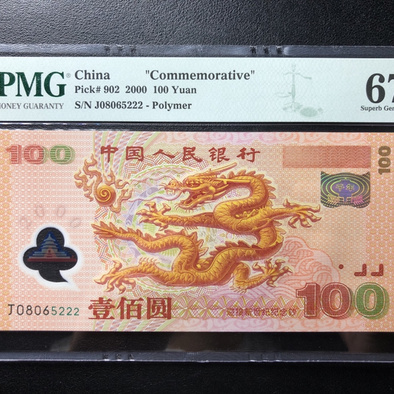 PMG
MONEY GUARANTY
China "Commemorative"
Pick# 902 2000 100 Yuan
S/N J08065222 - Polymer
67
Superb Gem
100
中国人民银行
100
2000
J08065222
壹佰圆
迎接新世纪纪念钞
100